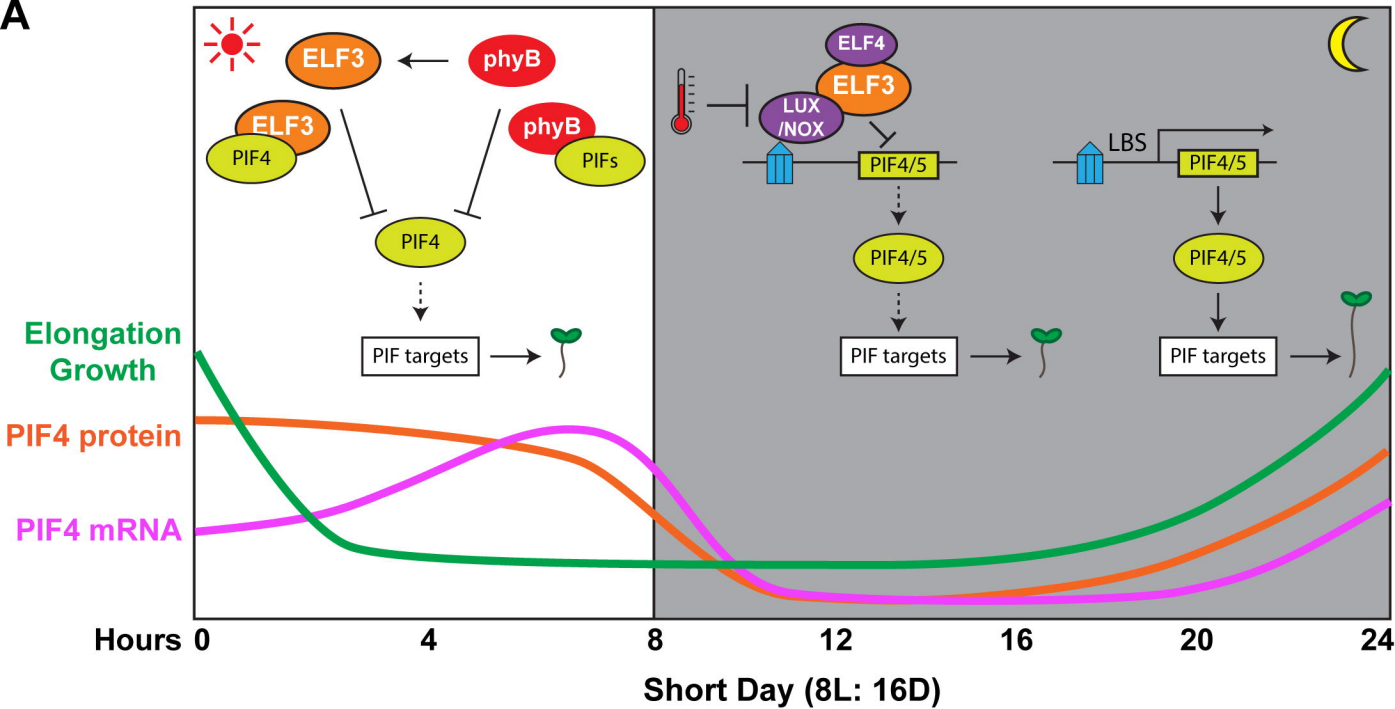 A
ELF3
phyB
ELF3
PIF4
phyB
PIFs
PIF4
PIF targets
ELF4
ELF3
LUX
/NOX
PIF4/5
PIF4/5
PIF targets
LBS
PIF4/5
PIF4/5
PIF targets
Elongation
Growth
PIF4 protein
PIF4 mRNA
Hours 0 4 8 12 16 20 24
Short Day (8L: 16D)